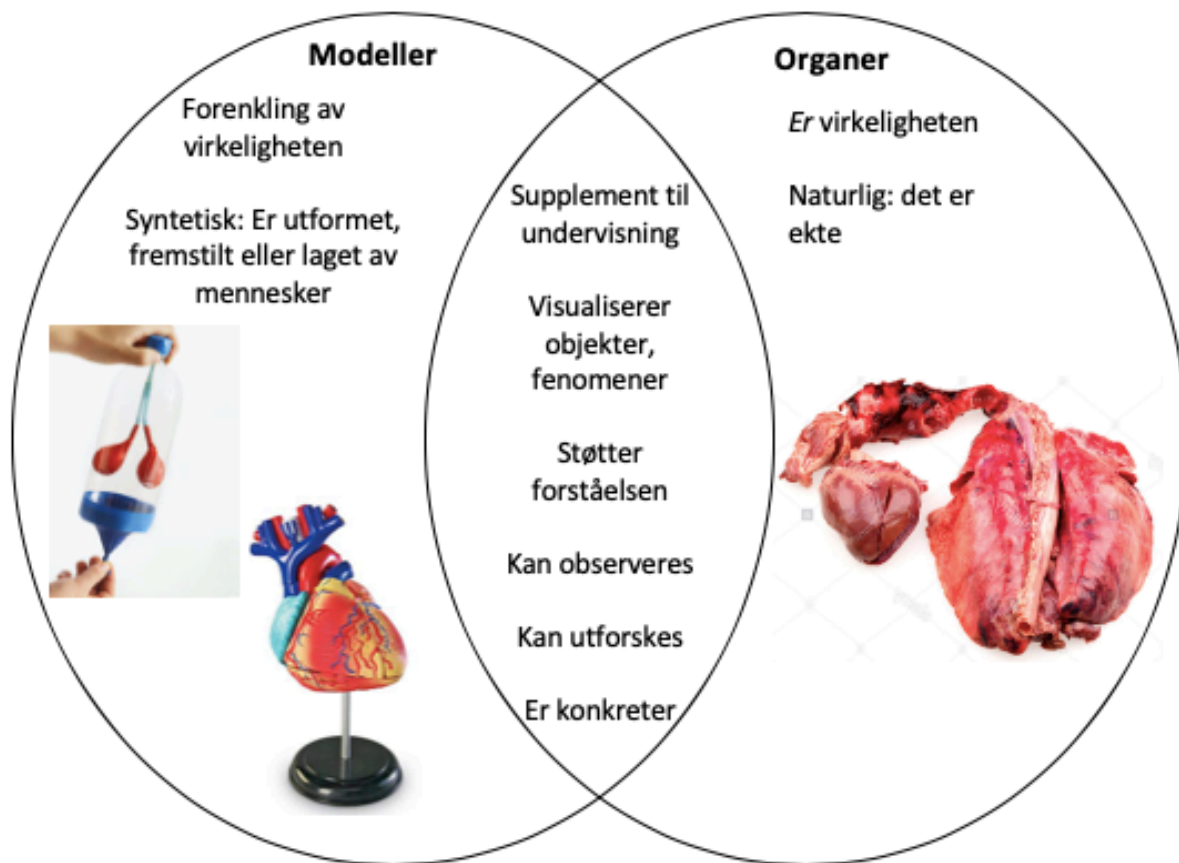 Modeller
Forenkling av
virkeligheten
Syntetisk: Er utformet,
fremstilt eller laget av
mennesker
Supplement til
undervisning
Visualiserer
objekter,
fenomener
Støtter
forståelsen
Kan observeres
Kan utforskes
Er konkreter
Organer
Er virkeligheten
Naturlig: det er
ekte